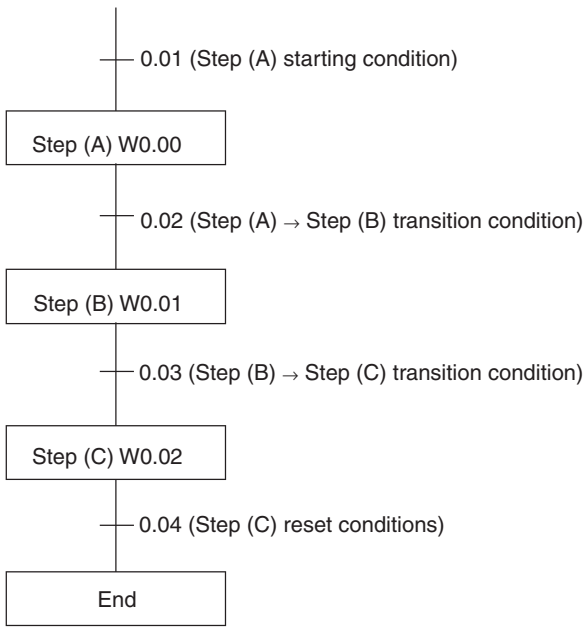 0.01 (Step (A) starting condition)
Step (A) W0.00
0.02 (Step (A) → Step (B) transition condition)
Step (B) W0.01
0.03 (Step (B) → Step (C) transition condition)
Step (C) W0.02
0.04 (Step (C) reset conditions)
End